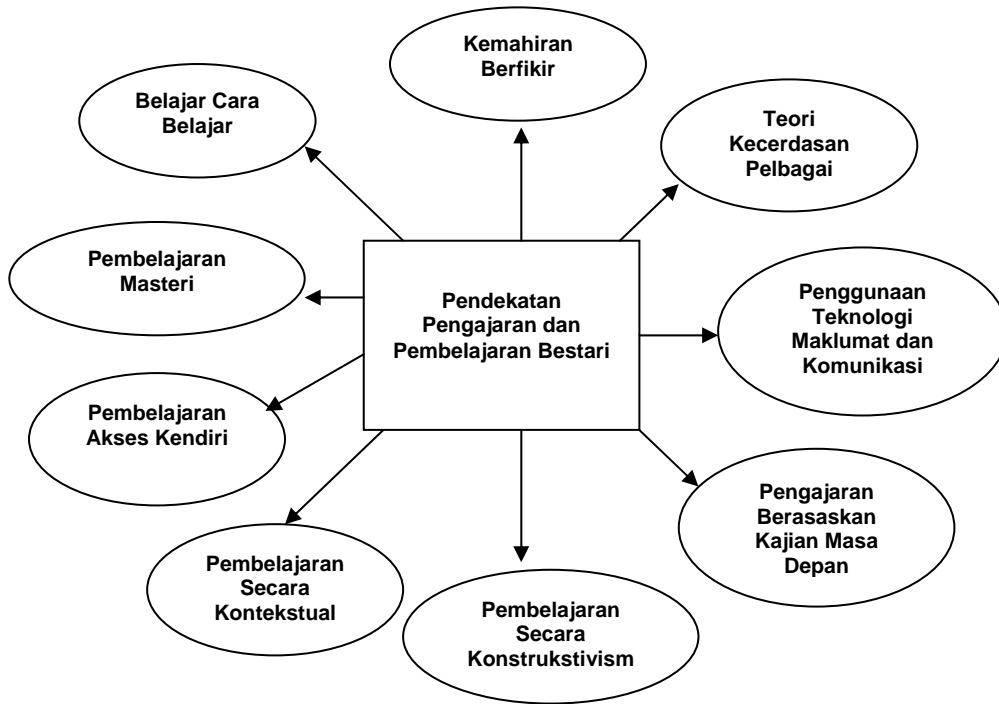 Kemahiran
Berfikir
Belajar Cara
Belajar
Teori
Kecerdasan
Pelbagai
Pembelajaran
Masteri
Pendekatan
Pengajaran dan
Pembelajaran Bestari
Penggunaan
Teknologi
Maklumat dan
Komunikasi
Pembelajaran
Akses Kendiri
Pengajaran
Berasaskan
Kajian Masa
Depan
Pembelajaran
Secara
Kontekstual
Pembelajaran
Secara
Konstrukstivism